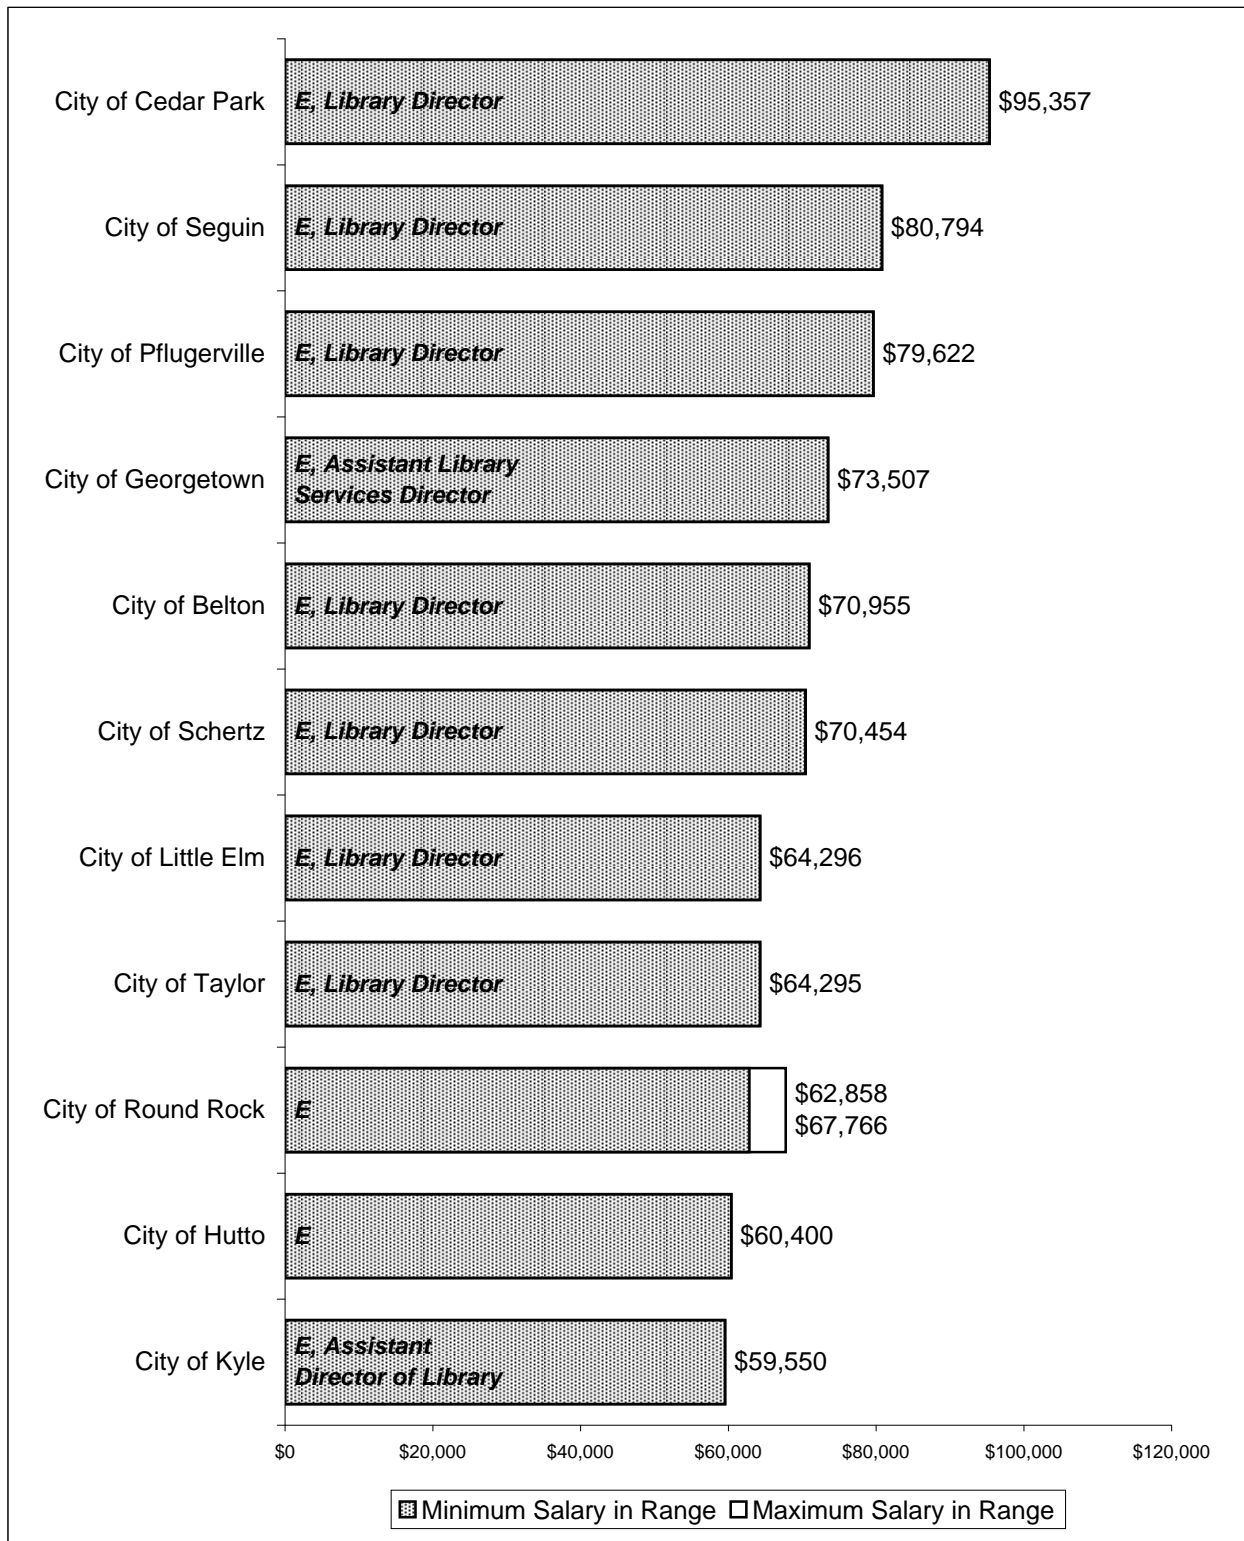 City of Cedar Park
E, Library Director
$95,357
City of Seguin
E, Library Director
$80,794
City of Pflugerville
E, Library Director
$79,622
City of Georgetown
E, Assistant Library
Services Director
$73,507
City of Belton
E, Library Director
$70,955
City of Schertz
E, Library Director
$70,454
City of Little Elm
E, Library Director
$64,296
City of Taylor
E, Library Director
$64,295
City of Round Rock
E
$62,858
$67,766
City of Hutto
E
$60,400
City of Kyle
E, Assistant
Director of Library
$59,550
$0 $20,000 $40,000 $60,000 $80,000 $100,000 $120,000
Minimum Salary in Range Maximum Salary in Range